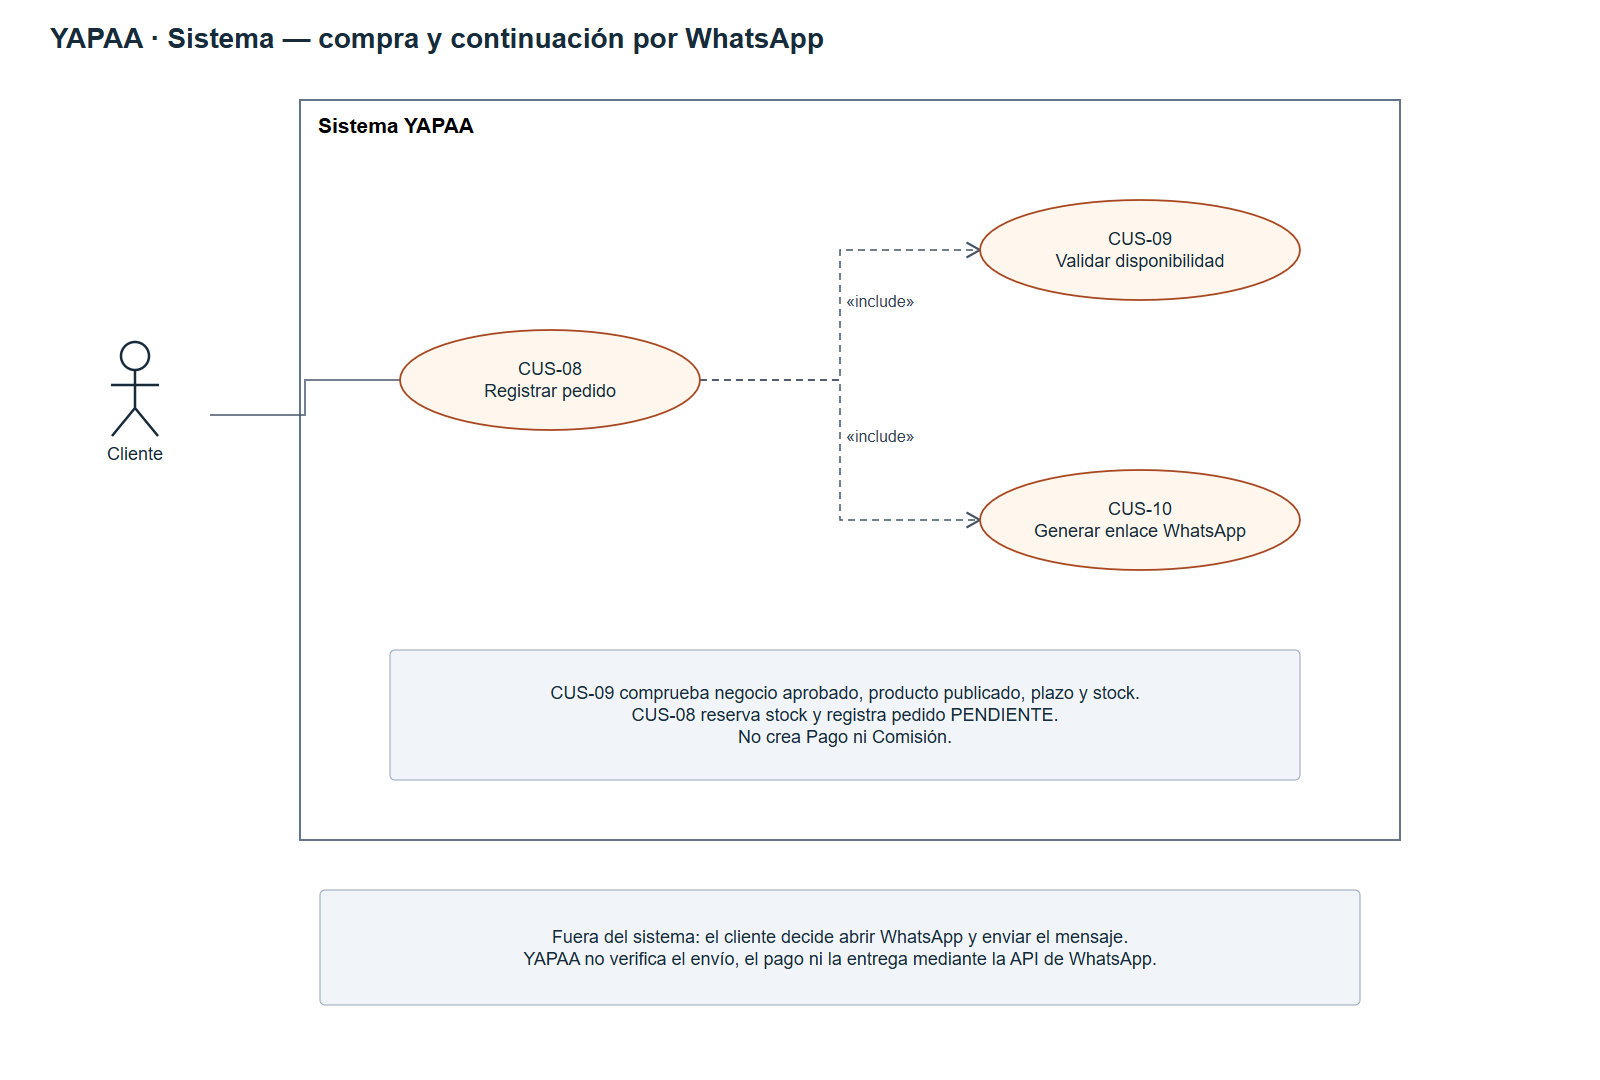 YAPAA · Sistema — compra y continuación por WhatsApp
Sistema YAPAA
CUS-09
Validar disponibilidad
«include»
CUS-08
Registrar pedido
Cliente
«include»
CUS-10
Generar enlace WhatsApp
CUS-09 comprueba negocio aprobado, producto publicado, plazo y stock.
CUS-08 reserva stock y registra pedido PENDIENTE.
No crea Pago ni Comisión.
Fuera del sistema: el cliente decide abrir WhatsApp y enviar el mensaje.
YAPAA no verifica el envío, el pago ni la entrega mediante la API de WhatsApp.